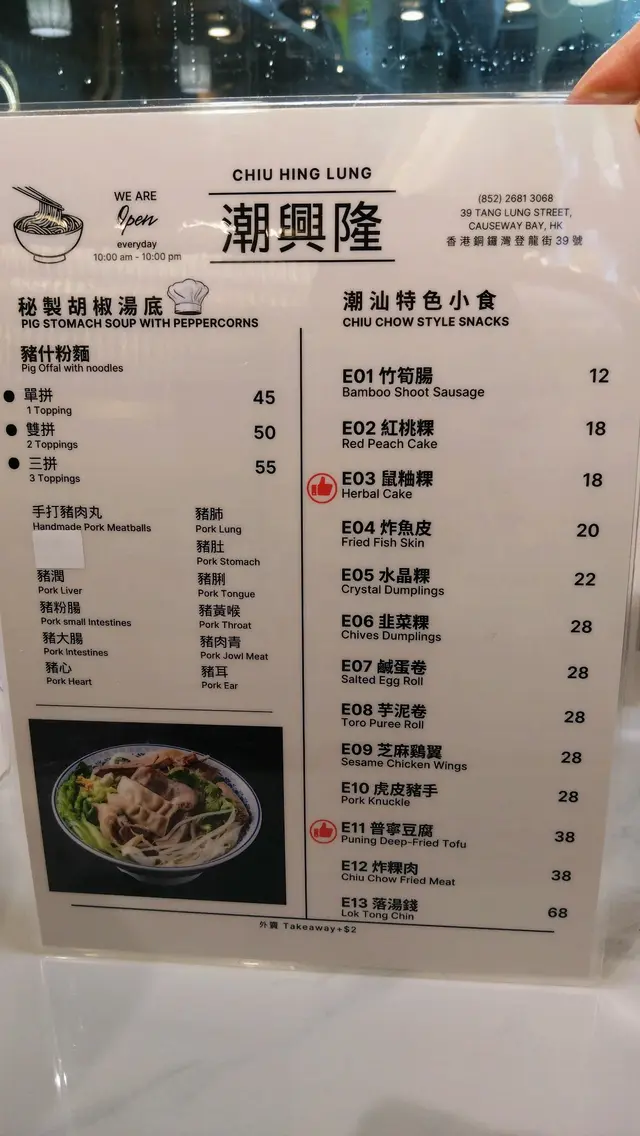 CHIU HING LUNG
潮興隆
WE ARE
Open
everyday
10:00 am - 10:00 pm
(852) 2681 3068
39 TANG LUNG STREET,
CAUSEWAY BAY, HK
香港銅鑼灣登龍街39號
秘製胡椒湯底
PIG STOMACH SOUP WITH PEPPERCORNS
豬什粉麵
Pig Offal with noodles
單拼 45
1 Topping
雙拼 50
2 Toppings
三拼 55
3 Toppings
手打豬肉丸
Handmade Pork Meatballs
豬潤
Pork Liver
豬粉腸
Pork small Intestines
豬大腸
Pork Intestines
豬心
Pork Heart
豬肺
Pork Lung
豬肚
Pork Stomach
豬脷
Pork Tongue
豬黃喉
Pork Throat
豬肉青
Pork Jowl Meat
豬耳
Pork Ear
潮汕特色小食
CHIU CHOW STYLE SNACKS
E01 竹筍腸 12
Bamboo Shoot Sausage
E02 紅桃粿 18
Red Peach Cake
E03 鼠粬粿 18
Herbal Cake
E04 炸魚皮 20
Fried Fish Skin
E05 水晶粿 22
Crystal Dumplings
E06 韭菜粿 28
Chives Dumplings
E07 鹹蛋卷 28
Salted Egg Roll
E08 芋泥卷 28
Toro Puree Roll
E09 芝麻鷄翼 28
Sesame Chicken Wings
E10 虎皮豬手 28
Pork Knuckle
E11 普寧豆腐 38
Puning Deep-Fried Tofu
E12 炸粿肉 38
Chiu Chow Fried Meat
E13 落湯錢 68
Lok Tong Chin
外賣 Takeaway+$2